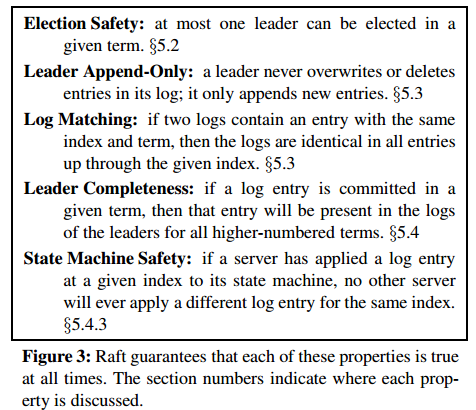 Election Safety: at most one leader can be elected in a
given term. §5.2
Leader Append-Only: a leader never overwrites or deletes
entries in its log; it only appends new entries. §5.3
Log Matching: if two logs contain an entry with the same
index and term, then the logs are identical in all entries
up through the given index. §5.3
Leader Completeness: if a log entry is committed in a
given term, then that entry will be present in the logs
of the leaders for all higher-numbered terms. §5.4
State Machine Safety: if a server has applied a log entry
at a given index to its state machine, no other server
will ever apply a different log entry for the same index.
§5.4.3
Figure 3: Raft guarantees that each of these properties is true
at all times. The section numbers indicate where each prop-
erty is discussed.